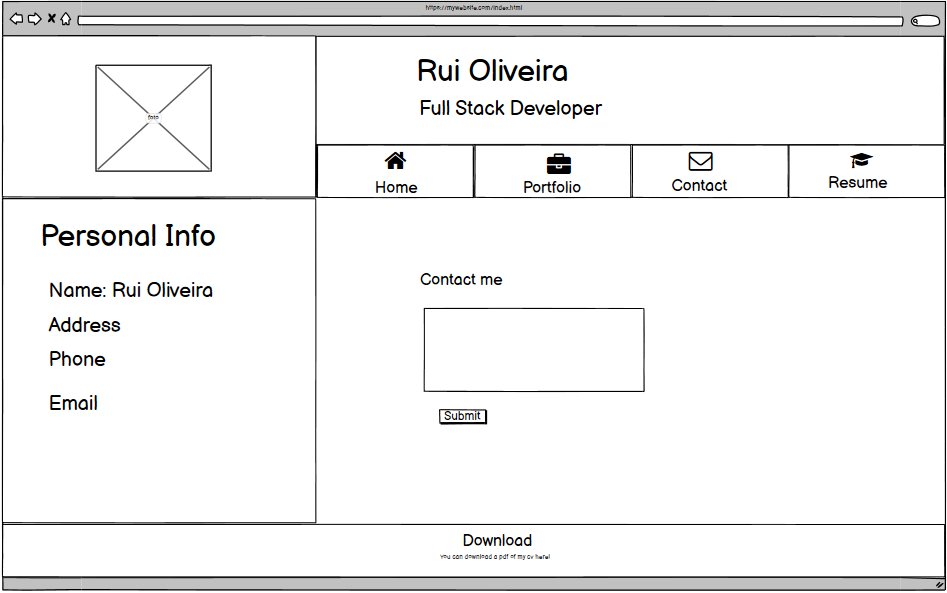 https://mywebsite.com/index.html
foto
Rui Oliveira
Full Stack Developer
Home
Portfolio
Contact
Resume
Personal Info
Name: Rui Oliveira
Address
Phone
Email
Contact me
Submit
Download
You can download a pdf of my cv here!